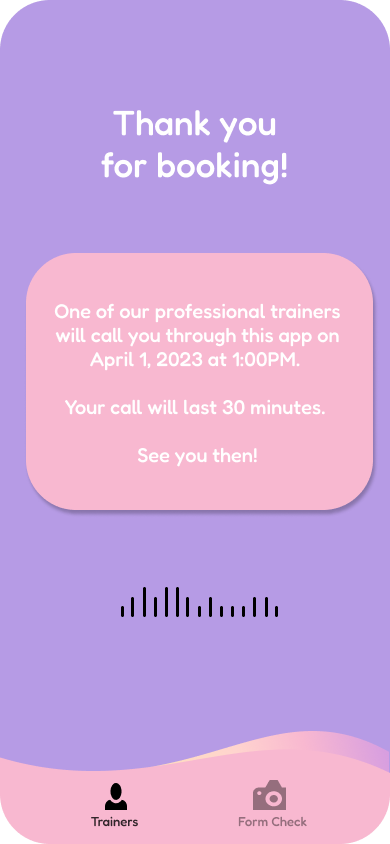 Thank you
for booking!
One of our professional trainers
will call you through this app on
April 1, 2023 at 1:00PM.
Your call will last 30 minutes.
See you then!
Trainers
Form Check